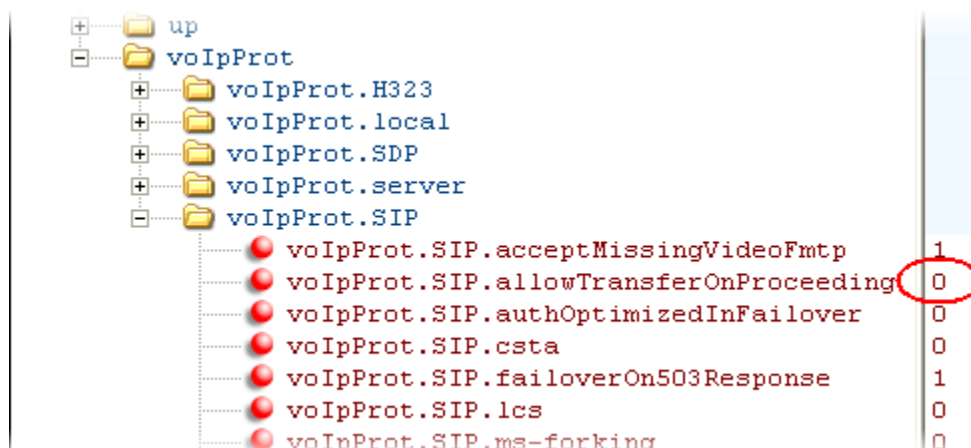 up
voIpProt
voIpProt.H323
voIpProt.local
voIpProt.SDP
voIpProt.server
voIpProt.SIP
voIpProt.SIP.acceptMissingVideoFmtp 1
voIpProt.SIP.allowTransferOnProceeding 0
voIpProt.SIP.authOptimizedInFailover 0
voIpProt.SIP.csta 0
voIpProt.SIP.failoverOn503Response 1
voIpProt.SIP.lcs 0
voIpProt.SIP.ms-forking 0